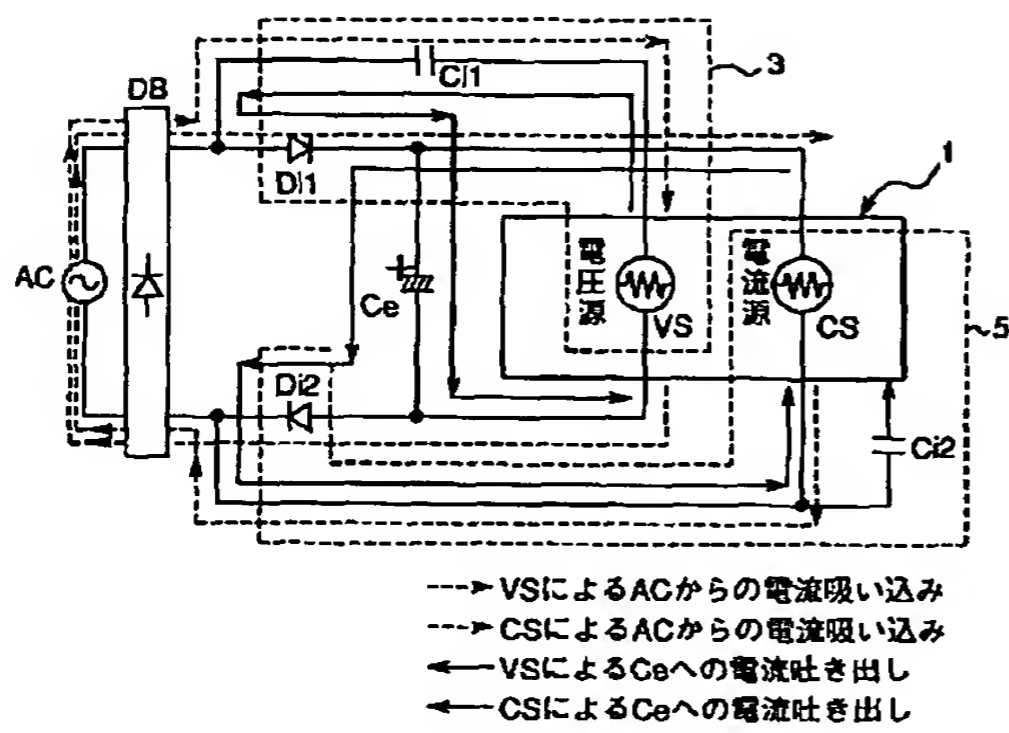 3
Ci1
DB
Di1
1
AC
Ce
電圧源
VS
電流源
CS
5
Di2
Ci2
VSによるACからの電流吸い込み
CSによるACからの電流吸い込み
VSによるCeへの電流吐き出し
CSによるCeへの電流吐き出し